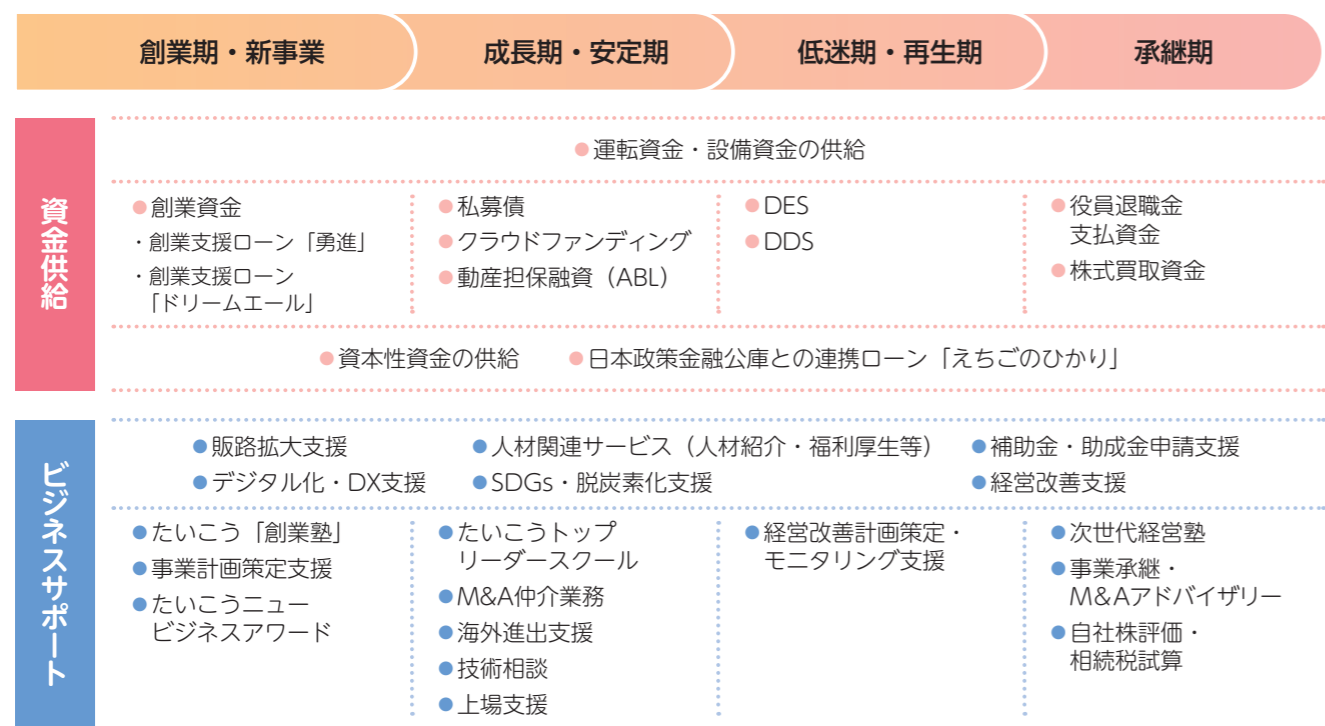 創業期・新事業
成長期・安定期
低迷期・再生期
承継期
資金供給
●運転資金・設備資金の供給
●創業資金
・創業支援ローン「勇進」
・創業支援ローン
「ドリームエール」
●私募債
●クラウドファンディング
●動産担保融資（ABL）
●DES
●DDS
●役員退職金
支払資金
●株式買取資金
●資本性資金の供給
●日本政策金融公庫との連携ローン「えちごのひかり」
ビジネスサポート
●販路拡大支援
●人材関連サービス（人材紹介・福利厚生等）
●補助金・助成金申請支援
●デジタル化・DX支援
●SDGs・脱炭素化支援
●経営改善支援
●たいこう「創業塾」
●事業計画策定支援
●たいこうニュー
ビジネスアワード
●たいこうトップ
リーダースクール
●M&A仲介業務
●海外進出支援
●技術相談
●上場支援
●経営改善計画策定・
モニタリング支援
●次世代経営塾
●事業承継・
M&Aアドバイザリー
●自社株評価・
相続税試算